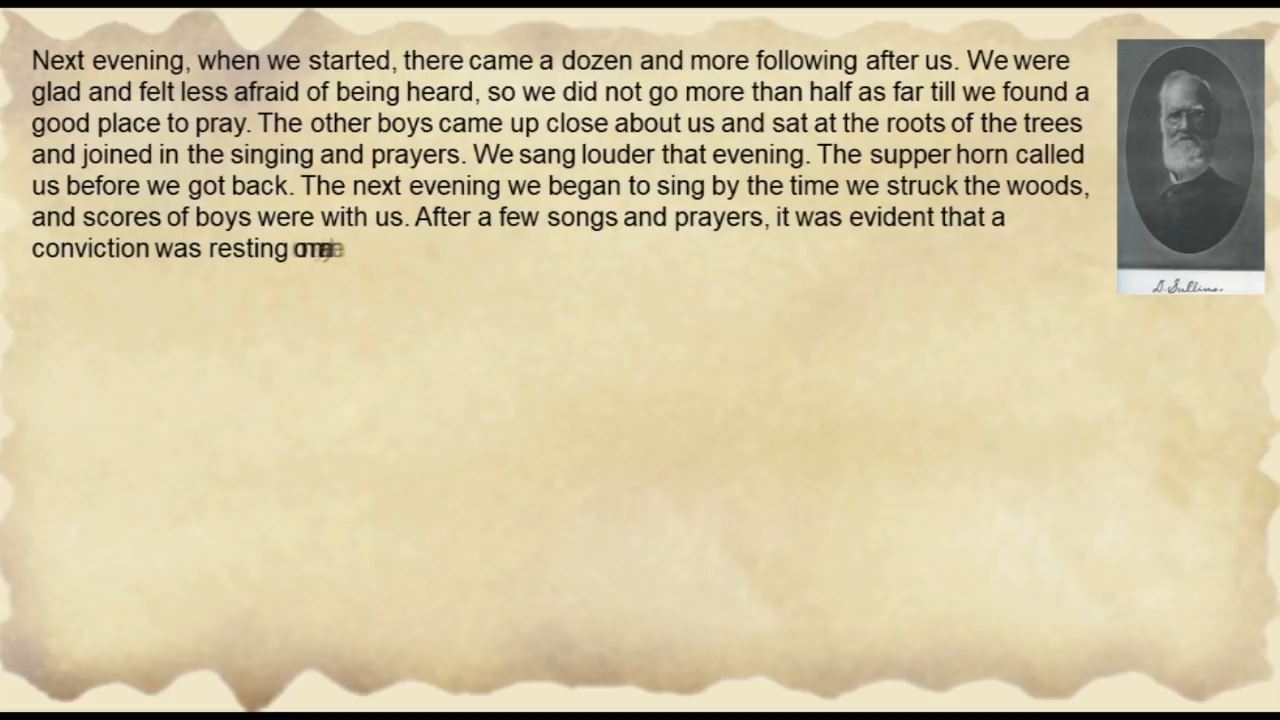 Next evening, when we started, there came a dozen and more following after us. We were
glad and felt less afraid of being heard, so we did not go more than half as far till we found a
good place to pray. The other boys came up close about us and sat at the roots of the trees
and joined in the singing and prayers. We sang louder that evening. The supper horn called
us before we got back. The next evening we began to sing by the time we struck the woods,
and scores of boys were with us. After a few songs and prayers, it was evident that a
conviction was resting
D. Sullins.